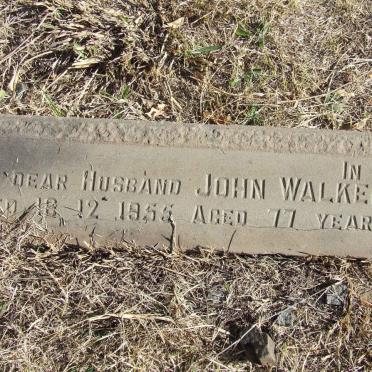 IN
DEAR HUSBAND JOHN WALKE
12 1955 AGED 77 YEAR